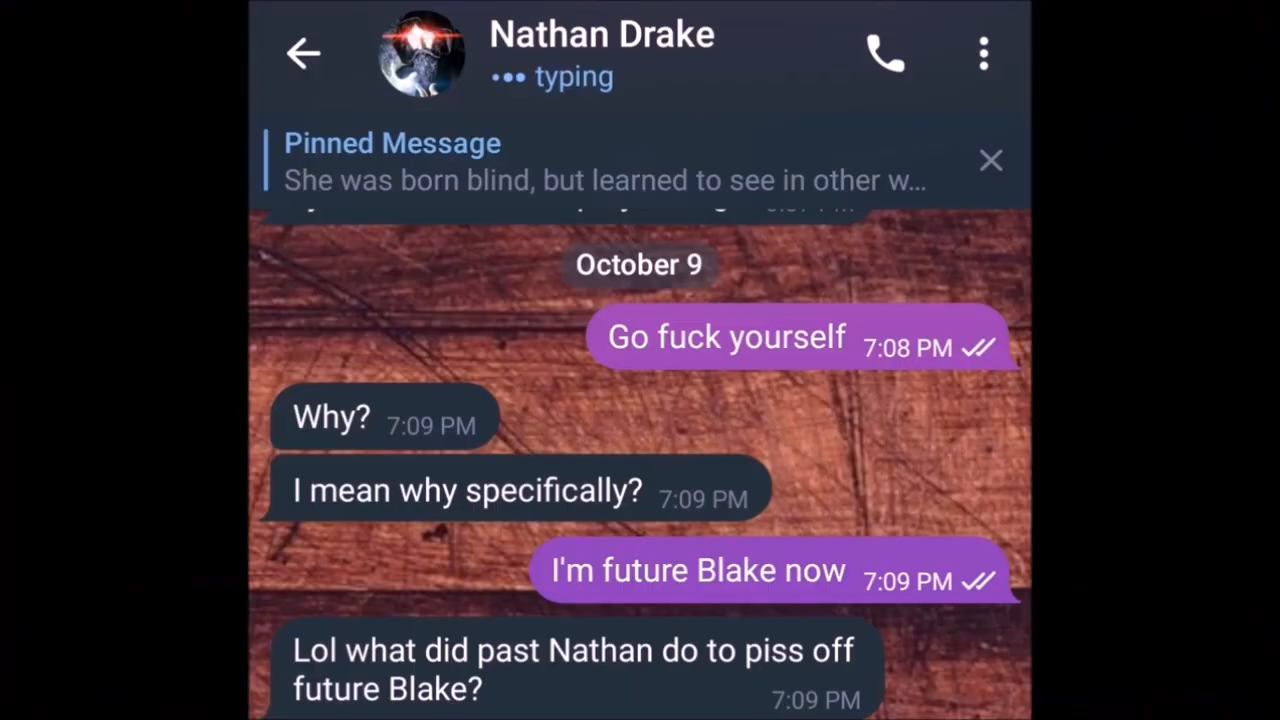 Nathan Drake
typing
Pinned Message
She was born blind, but learned to see in other w...
October 9
Go fuck yourself 7:08 PM
Why? 7:09 PM
I mean why specifically? 7:09 PM
I'm future Blake now 7:09 PM
Lol what did past Nathan do to piss off
future Blake? 7:09 PM